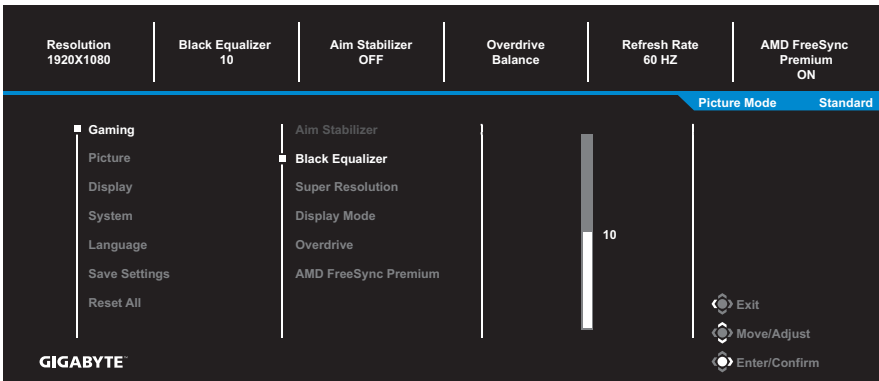 Resolution
1920X1080
Black Equalizer
10
Aim Stabilizer
OFF
Overdrive
Balance
Refresh Rate
60 HZ
AMD FreeSync
Premium
ON
Picture Mode Standard
Gaming
Picture
Display
System
Language
Save Settings
Reset All
Aim Stabilizer
Black Equalizer
Super Resolution
Display Mode
Overdrive
AMD FreeSync Premium
10
Exit
Move/Adjust
Enter/Confirm
GIGABYTE™